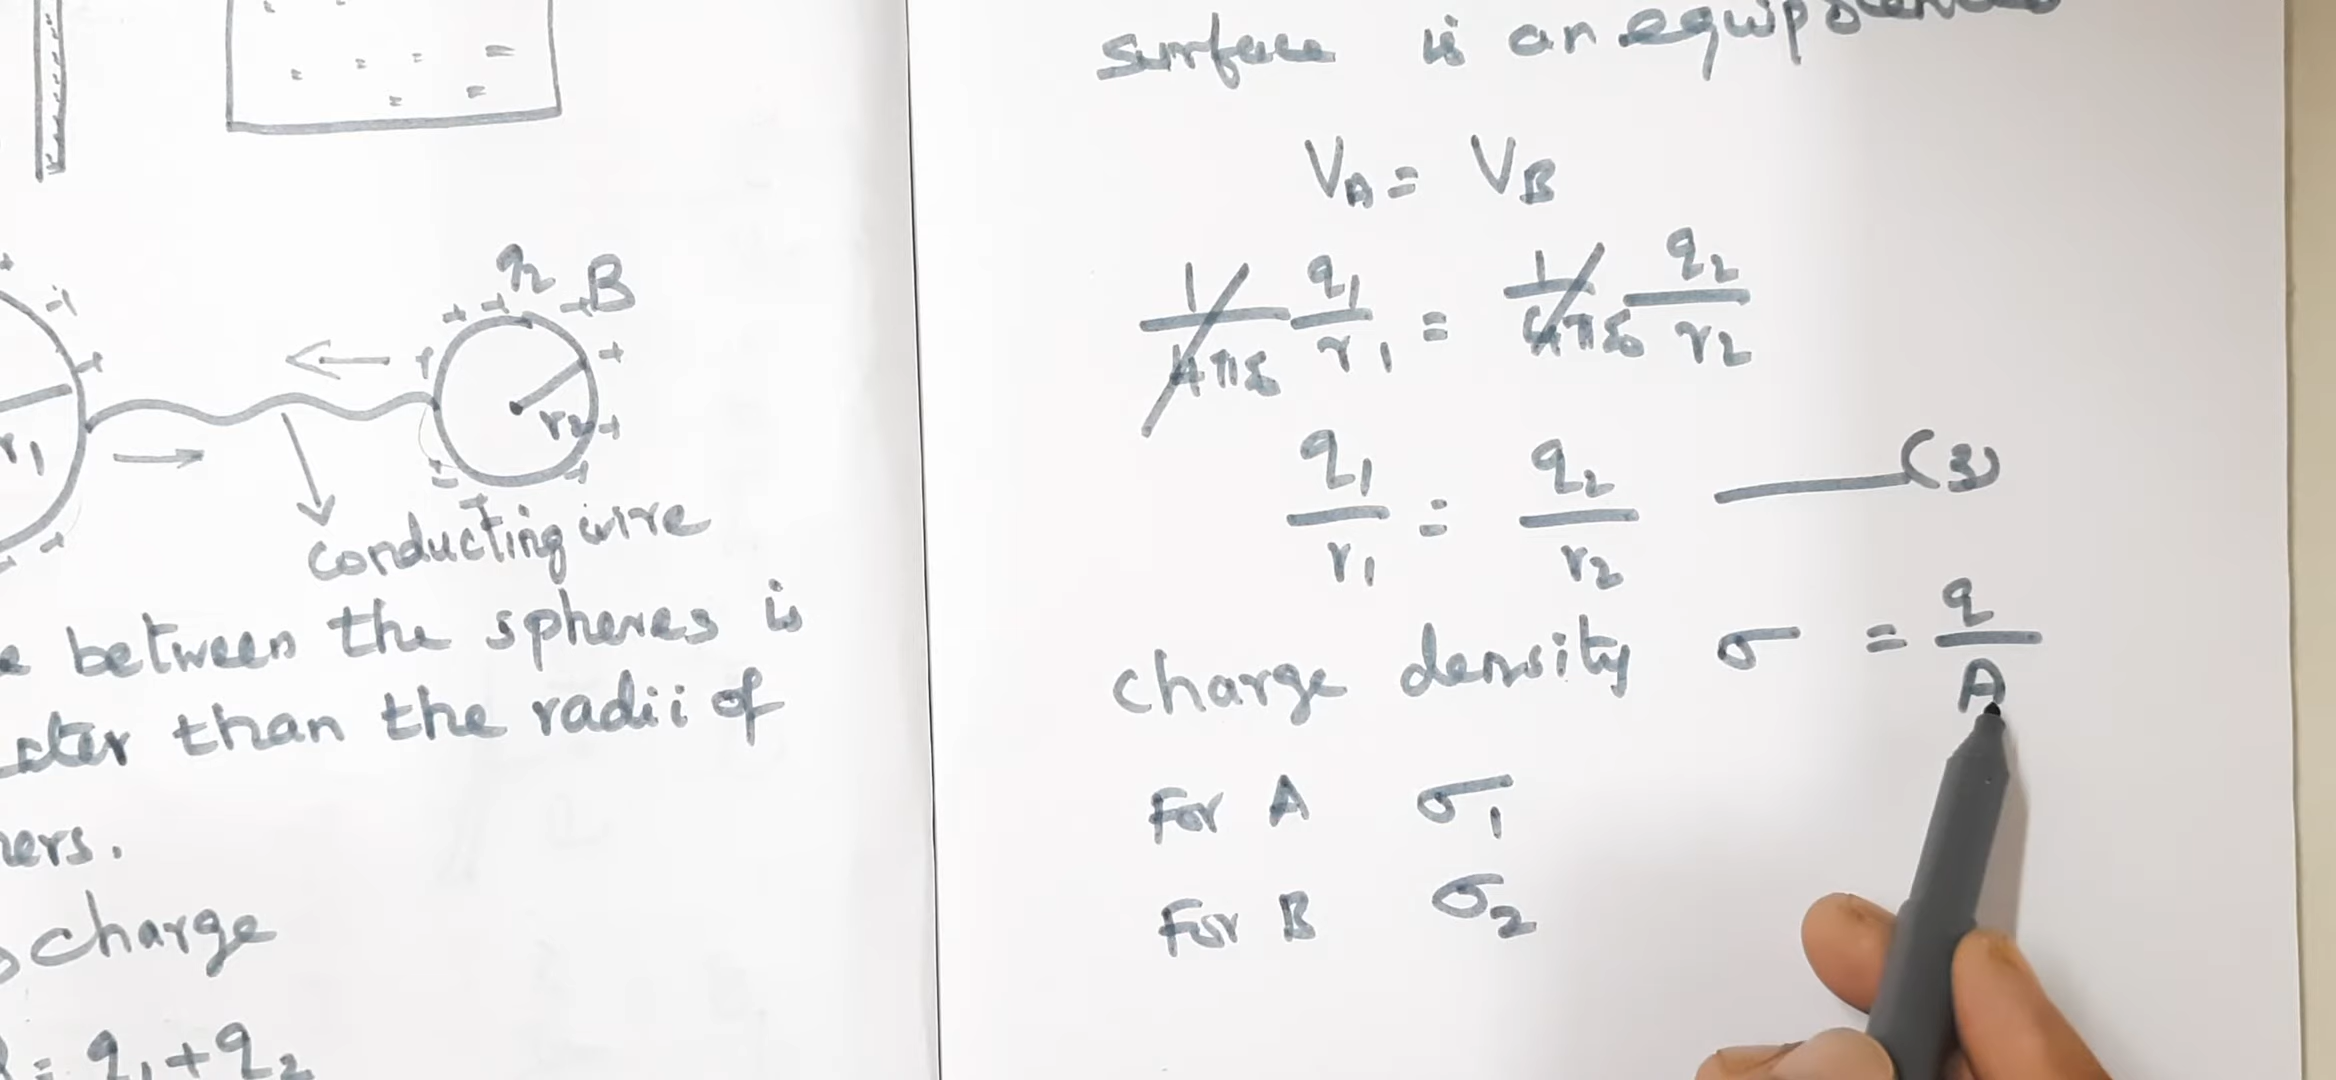 q2 B
r1
r2
conducting wire
between the spheres is
than the radii of
charge
= q1+q2
surface is an
VA = VB
1/4πε0 q1/r1 = 1/4πε0 q2/r2
q1/r1 = q2/r2 —(3)
charge density σ = q/A
For A σ1
For B σ2